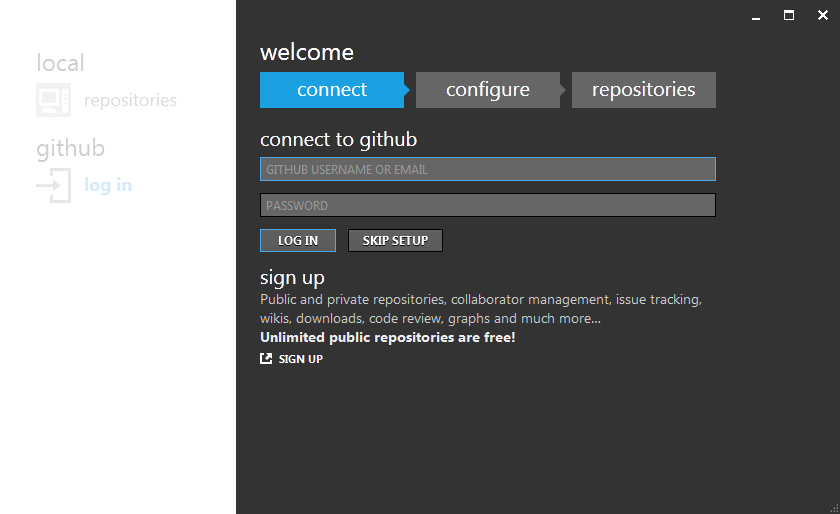 local
repositories
github
log in
welcome
connect
configure
repositories
connect to github
GITHUB USERNAME OR EMAIL
PASSWORD
LOG IN
SKIP SETUP
sign up
Public and private repositories, collaborator management, issue tracking,
wikis, downloads, code review, graphs and much more...
Unlimited public repositories are free!
SIGN UP